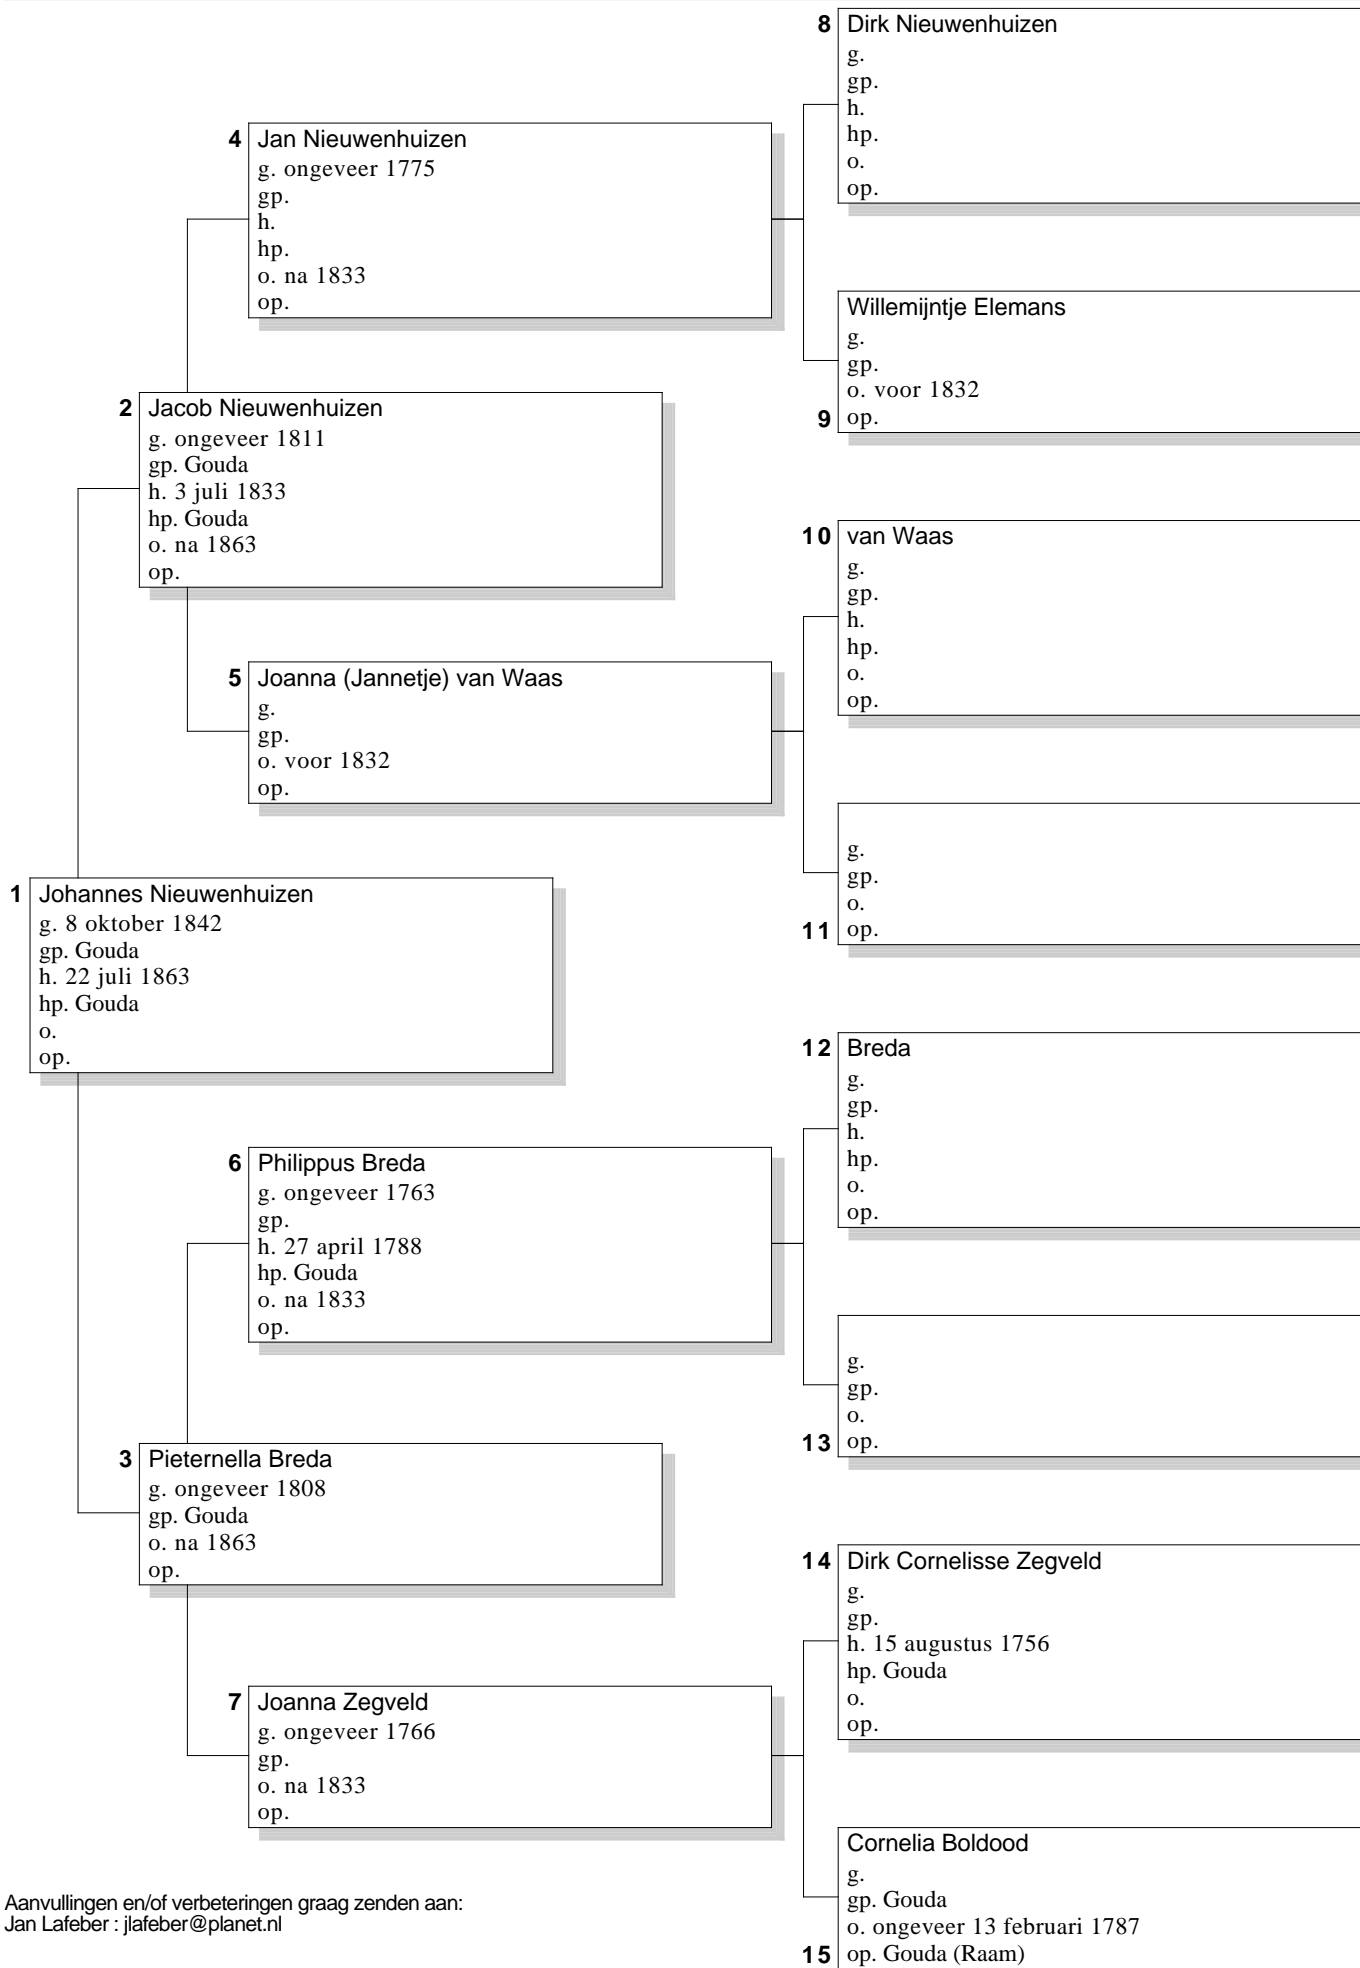 8 Dirk Nieuwenhuizen
g.
gp.
h.
hp.
o.
op.
4 Jan Nieuwenhuizen
g. ongeveer 1775
gp.
h.
hp.
o. na 1833
op.
Willemijntje Elemans
g.
gp.
o. voor 1832
9 op.
2 Jacob Nieuwenhuizen
g. ongeveer 1811
gp. Gouda
h. 3 juli 1833
hp. Gouda
o. na 1863
op.
10 van Waas
g.
gp.
h.
hp.
o.
op.
5 Joanna (Jannetje) van Waas
g.
gp.
o. voor 1832
op.
g.
gp.
o.
11 op.
1 Johannes Nieuwenhuizen
g. 8 oktober 1842
gp. Gouda
h. 22 juli 1863
hp. Gouda
o.
op.
12 Breda
g.
gp.
h.
hp.
o.
op.
6 Philippus Breda
g. ongeveer 1763
gp.
h. 27 april 1788
hp. Gouda
o. na 1833
op.
g.
gp.
o.
13 op.
3 Pieternella Breda
g. ongeveer 1808
gp. Gouda
o. na 1863
op.
14 Dirk Cornelisse Zegveld
g.
gp.
h. 15 augustus 1756
hp. Gouda
o.
op.
7 Joanna Zegveld
g. ongeveer 1766
gp.
o. na 1833
op.
Cornelia Boldood
g.
gp. Gouda
o. ongeveer 13 februari 1787
15 op. Gouda (Raam)
Aanvullingen en/of verbeteringen graag zenden aan:
Jan Lafeber : jlafeber@planet.nl